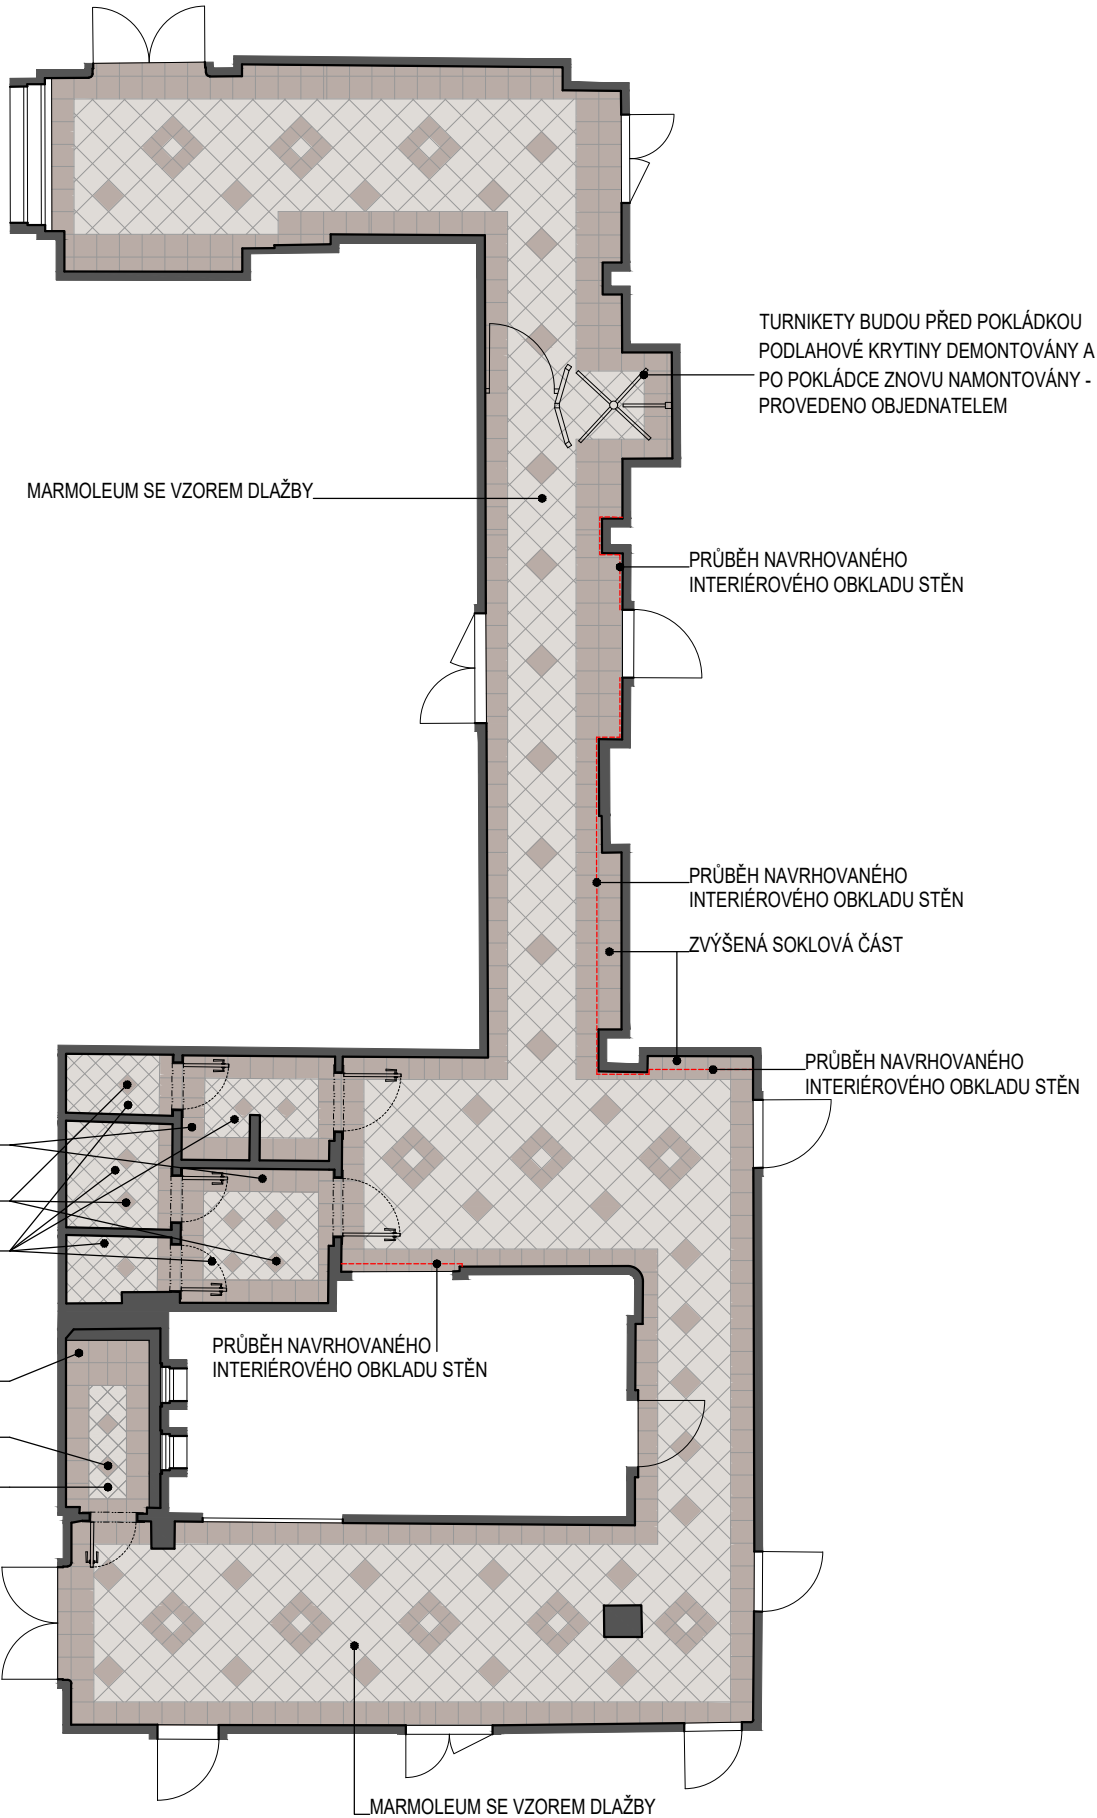 TURNIKETY BUDOU PŘED POKLÁDKOU
PODLAHOVÉ KRYTINY DEMONTOVÁNY A
PO POKLÁDCE ZNOVU NAMONTOVÁNY -
PROVEDENO OBJEDNATELEM
MARMOLEUM SE VZOREM DLAŽBY
PRŮBĚH NAVRHOVANÉHO
INTERIÉROVÉHO OBKLADU STĚN
PRŮBĚH NAVRHOVANÉHO
INTERIÉROVÉHO OBKLADU STĚN
ZVÝŠENÁ SOKLOVÁ ČÁST
PRŮBĚH NAVRHOVANÉHO
INTERIÉROVÉHO OBKLADU STĚN
PRŮBĚH NAVRHOVANÉHO
INTERIÉROVÉHO OBKLADU STĚN
MARMOLEUM SE VZOREM DLAŽBY